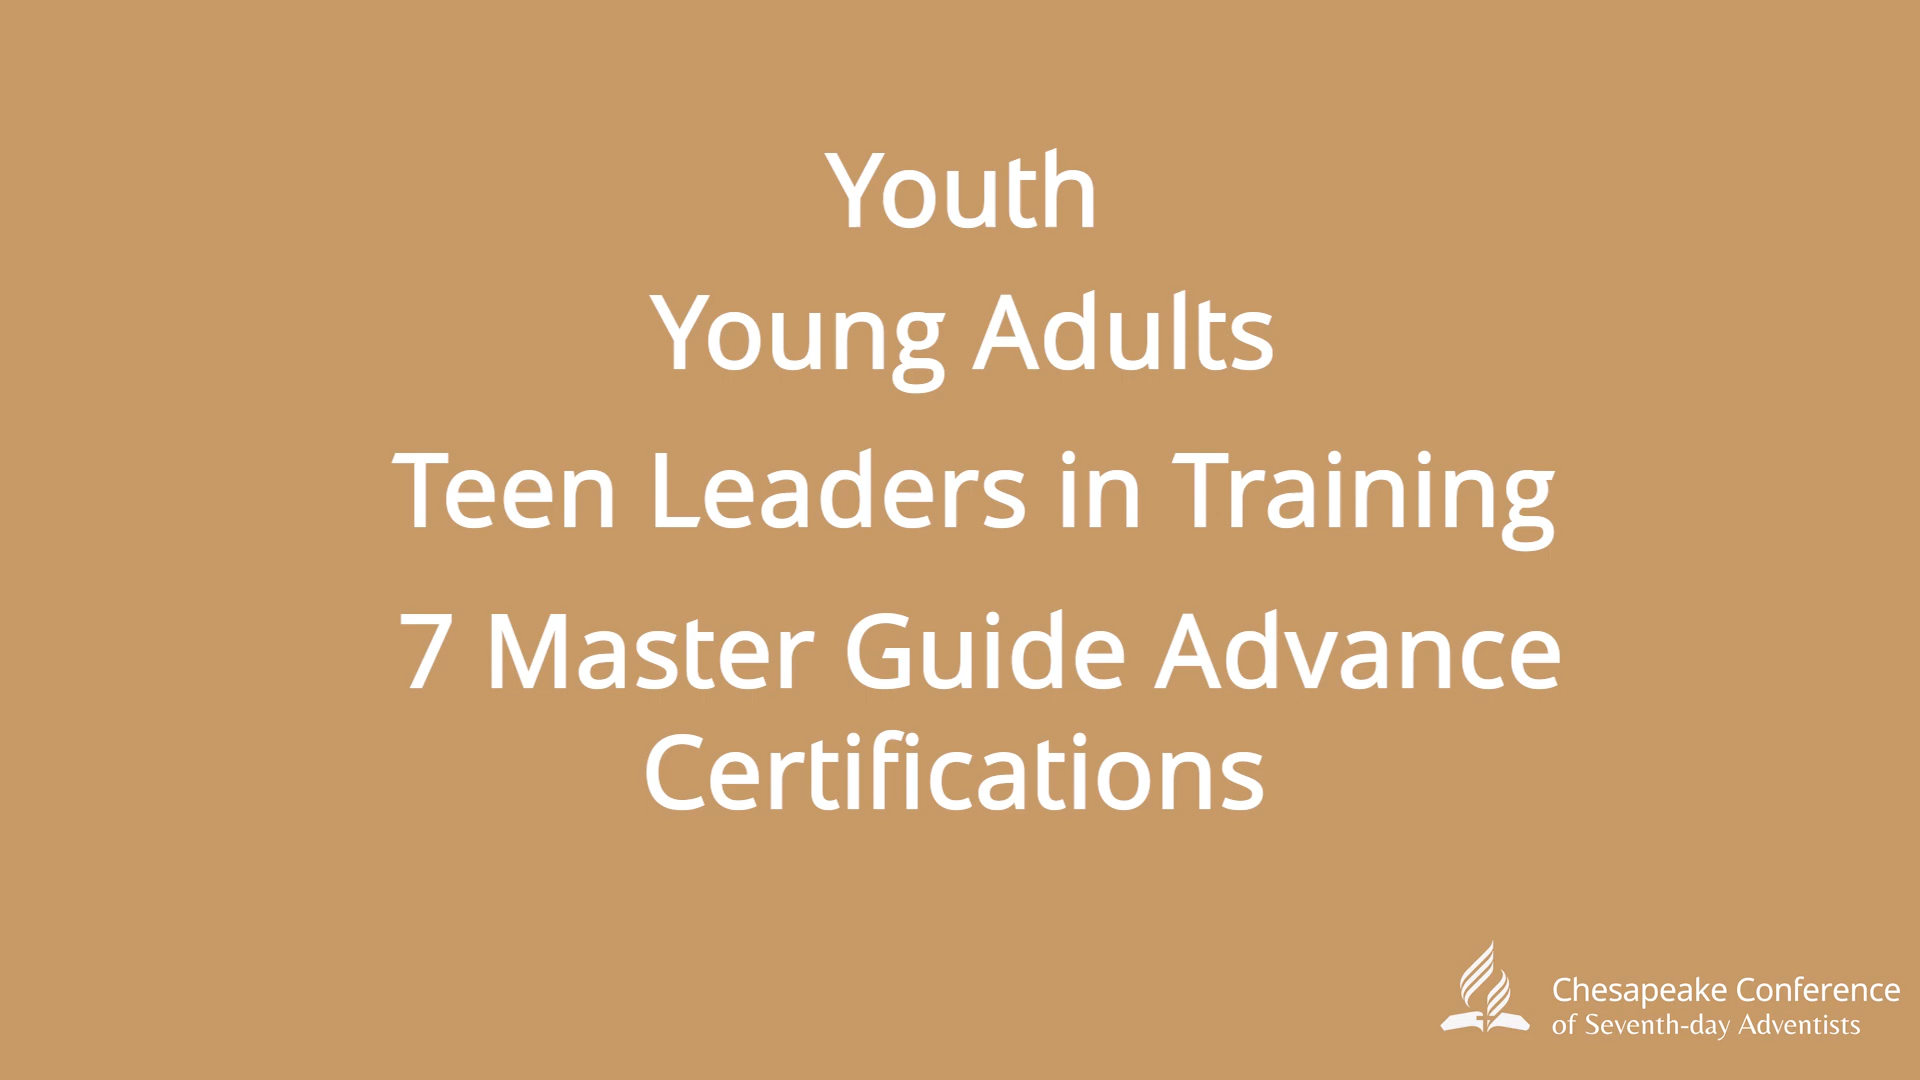 Youth
Young Adults
Teen Leaders in Training
7 Master Guide Advance
Certifications
Chesapeake Conference
of Seventh-day Adventists